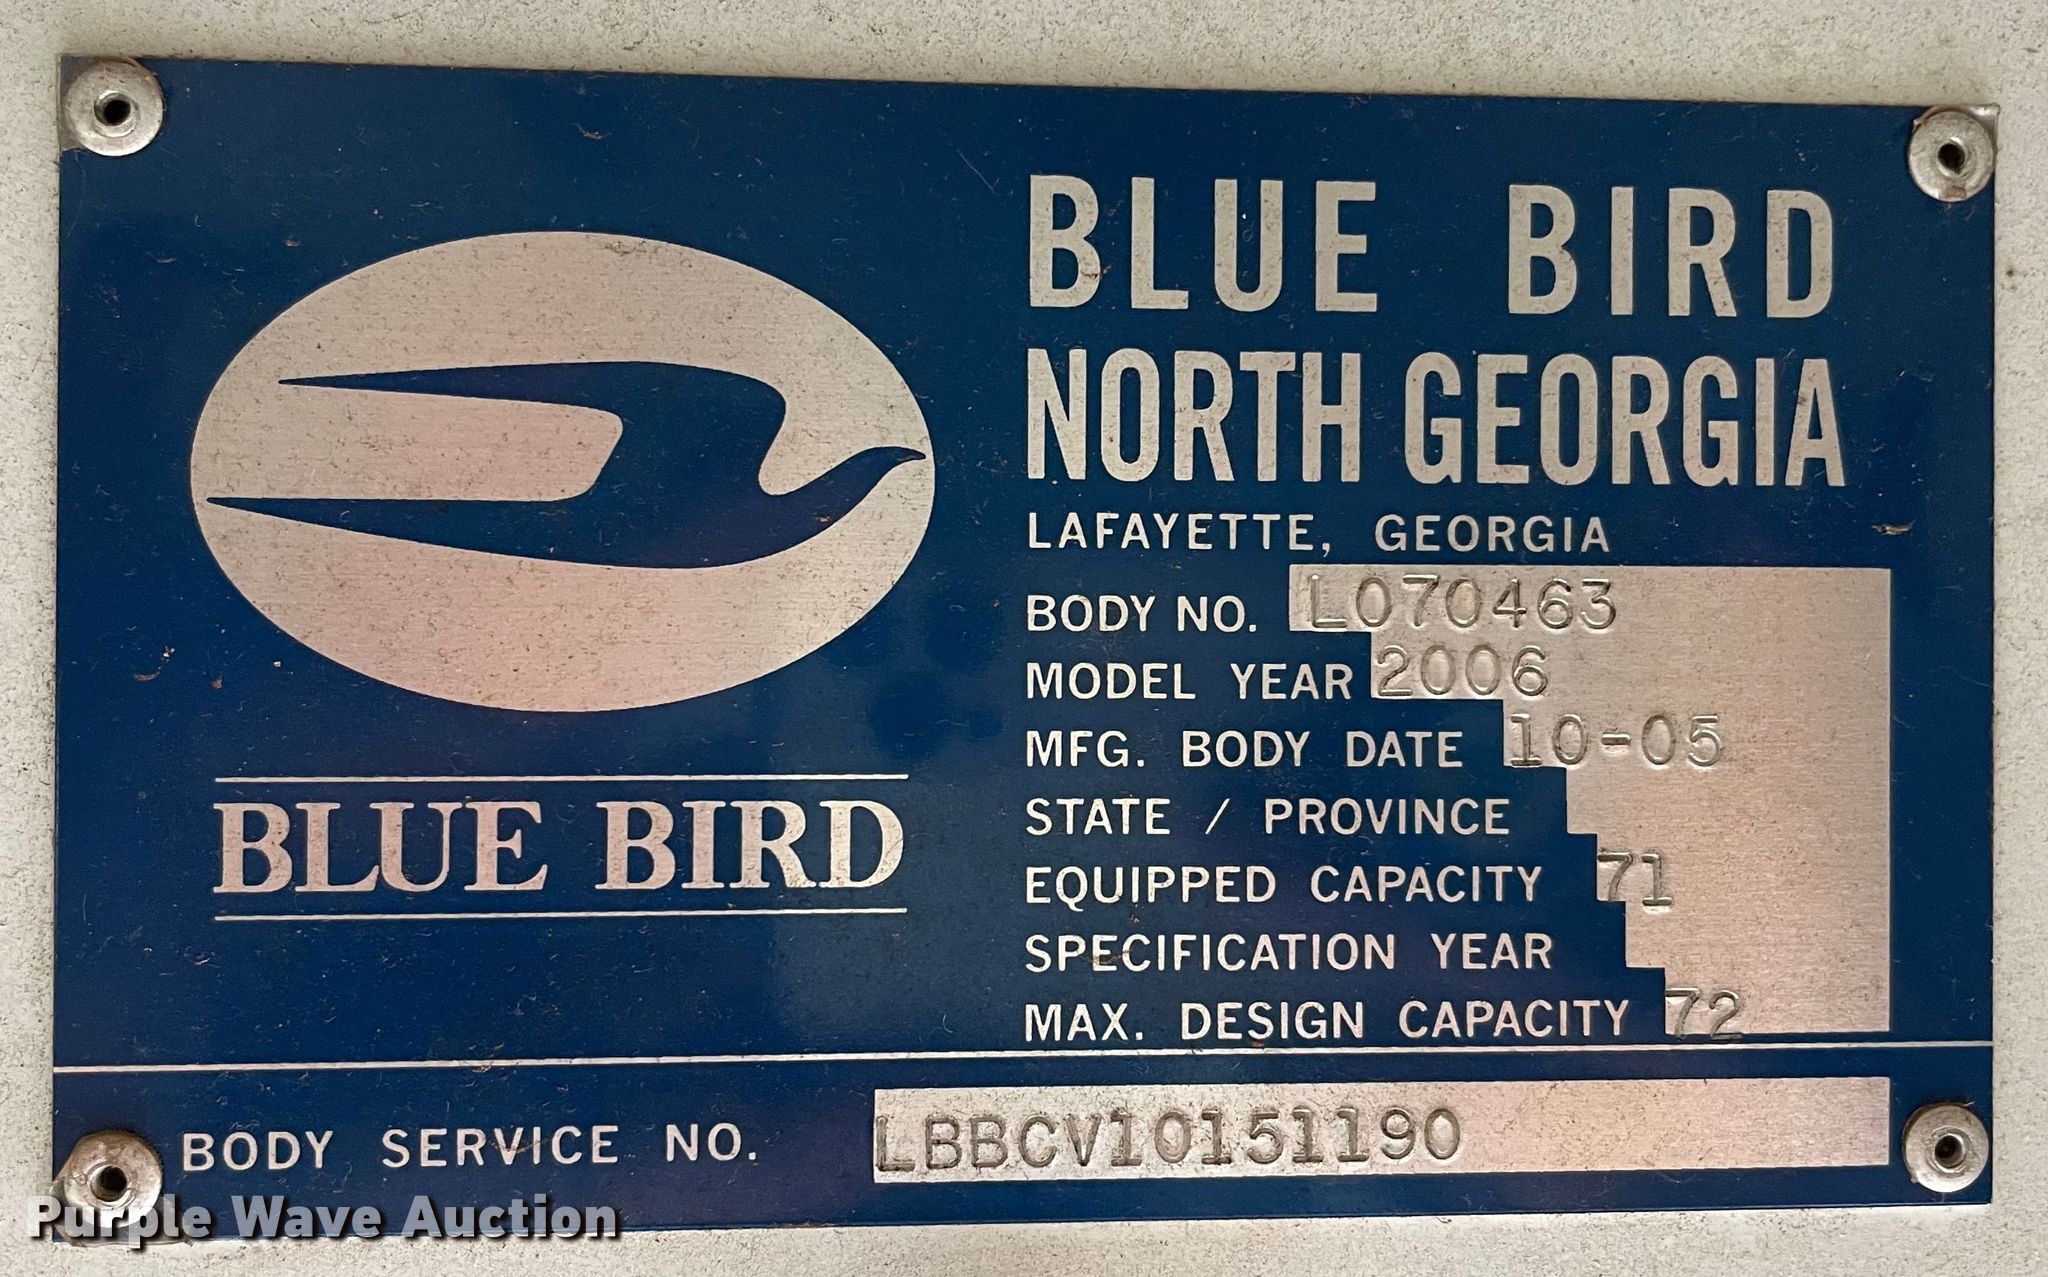 BLUE BIRD
NORTH GEORGIA
LAFAYETTE, GEORGIA
BODY NO. L070463
MODEL YEAR 2006
MFG. BODY DATE 10-05
STATE / PROVINCE
EQUIPPED CAPACITY 71
SPECIFICATION YEAR
MAX. DESIGN CAPACITY 72
BLUE BIRD
BODY SERVICE NO. LBBCV10151190
Purple Wave Auction